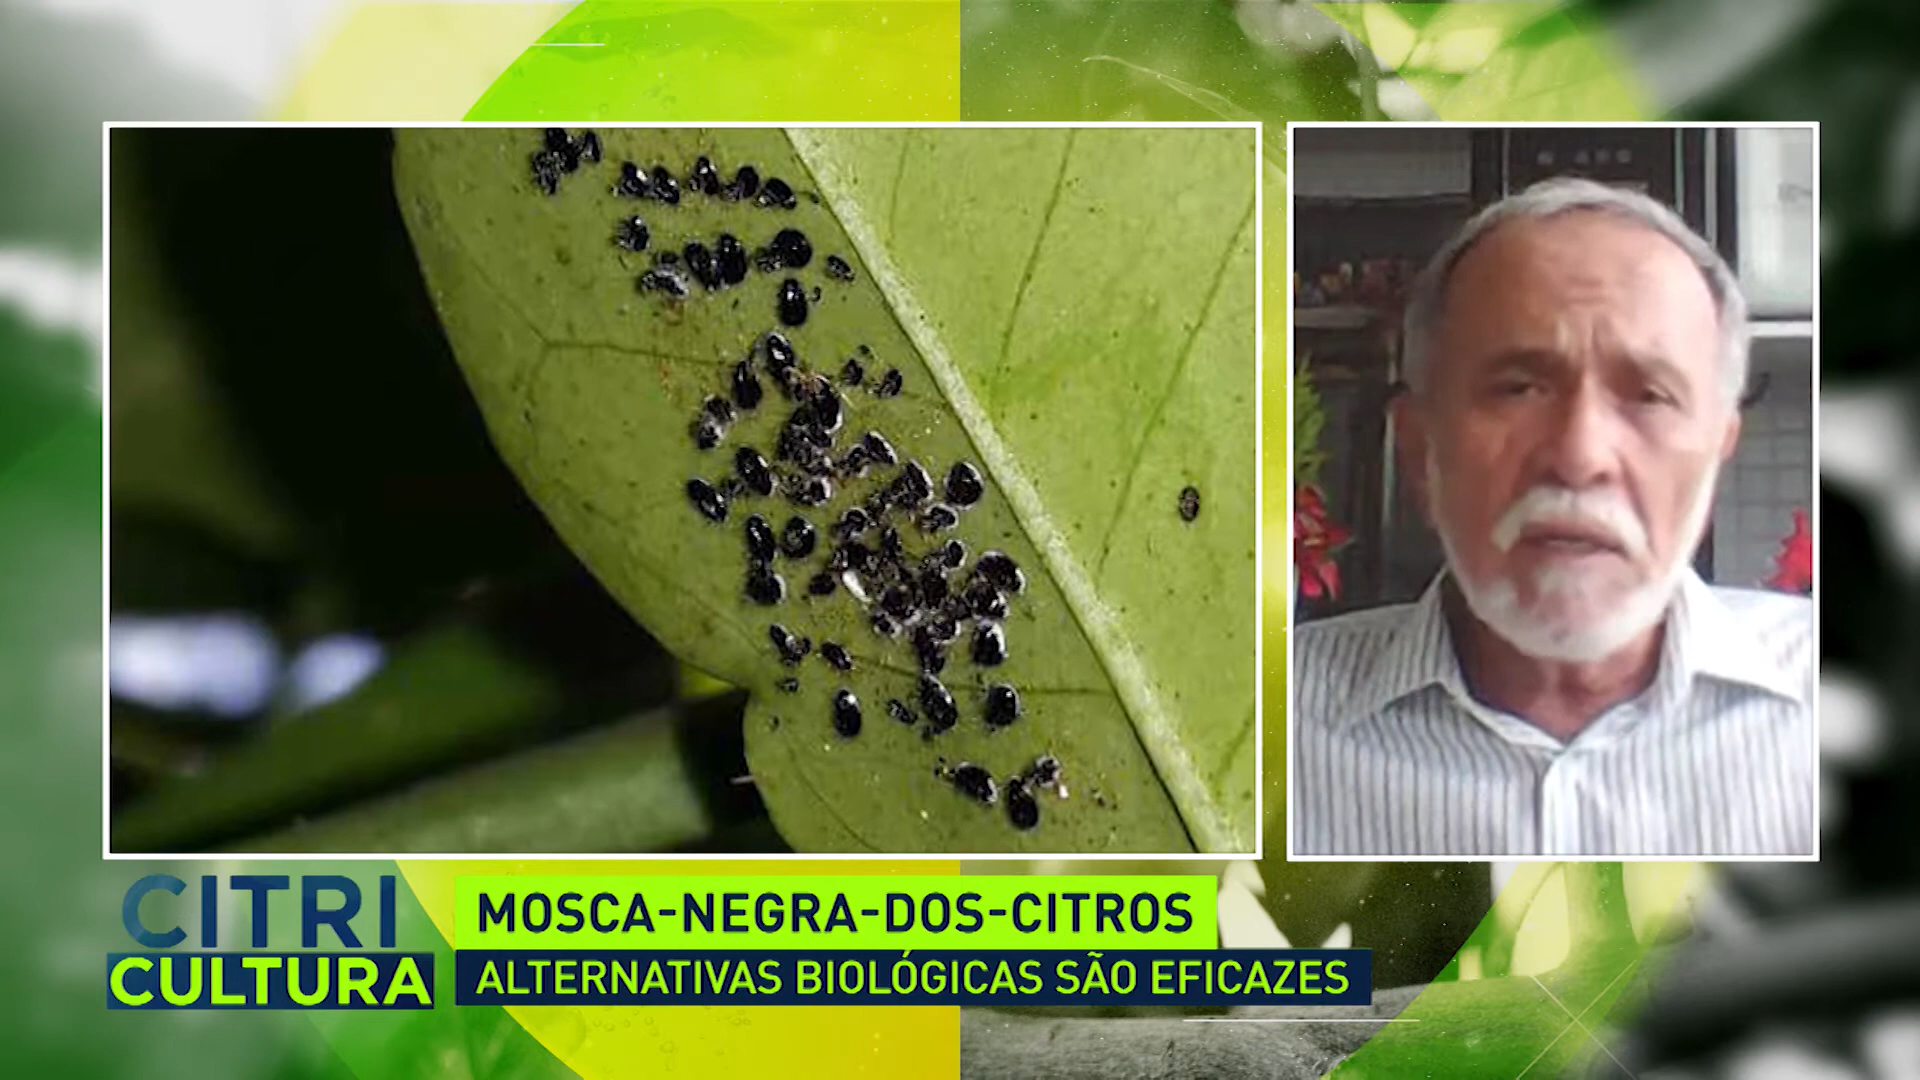 CITRI
CULTURA
MOSCA-NEGRA-DOS-CITROS
ALTERNATIVAS BIOLÓGICAS SÃO EFICAZES